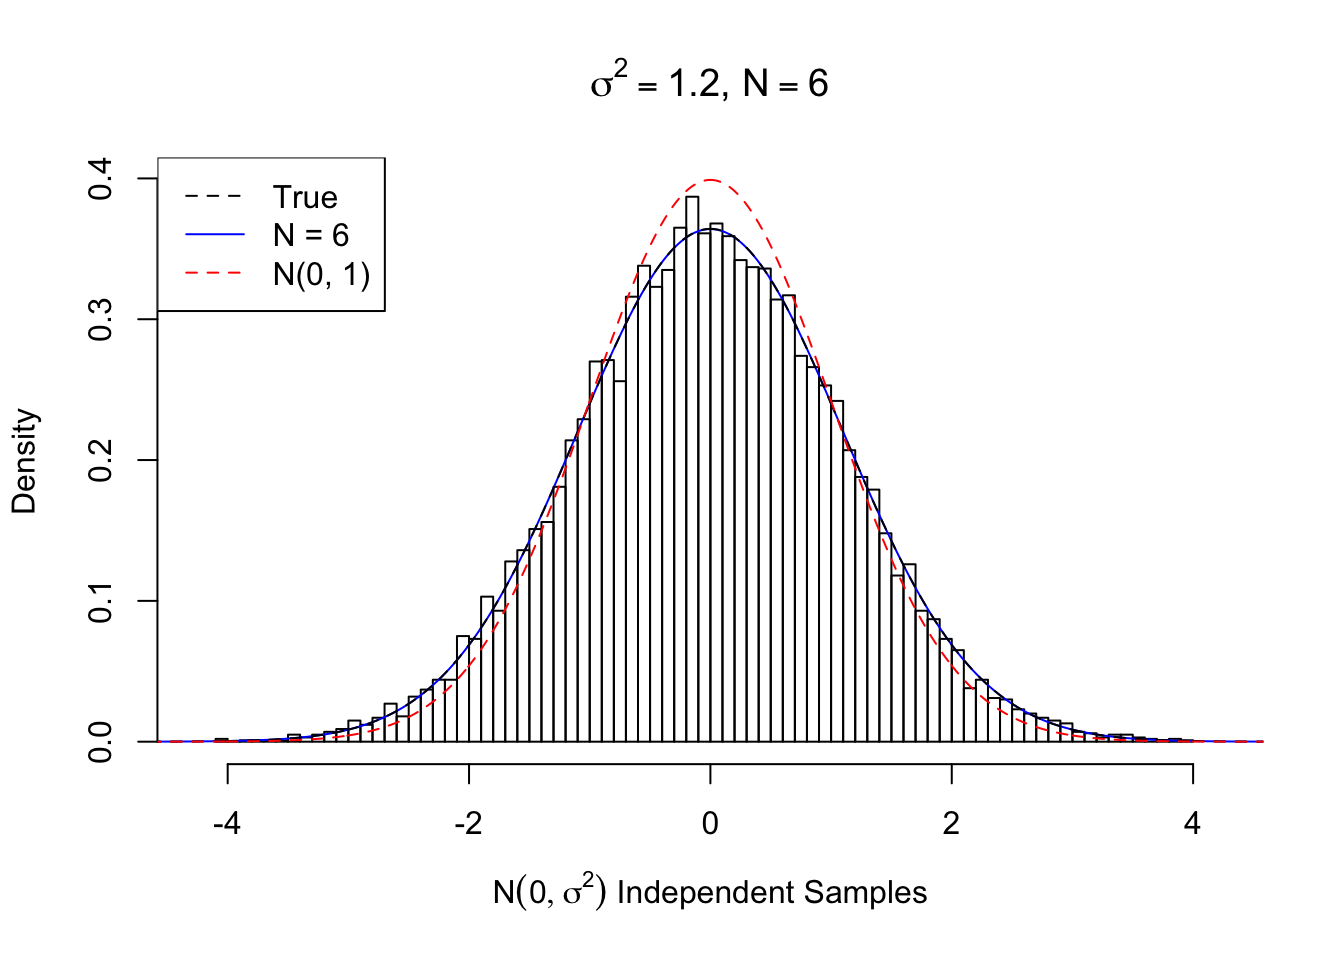 σ² = 1.2, N = 6
True
N = 6
N(0, 1)
Density
0.4
0.3
0.2
0.1
0.0
-4 -2 0 2 4
N(0, σ²) Independent Samples